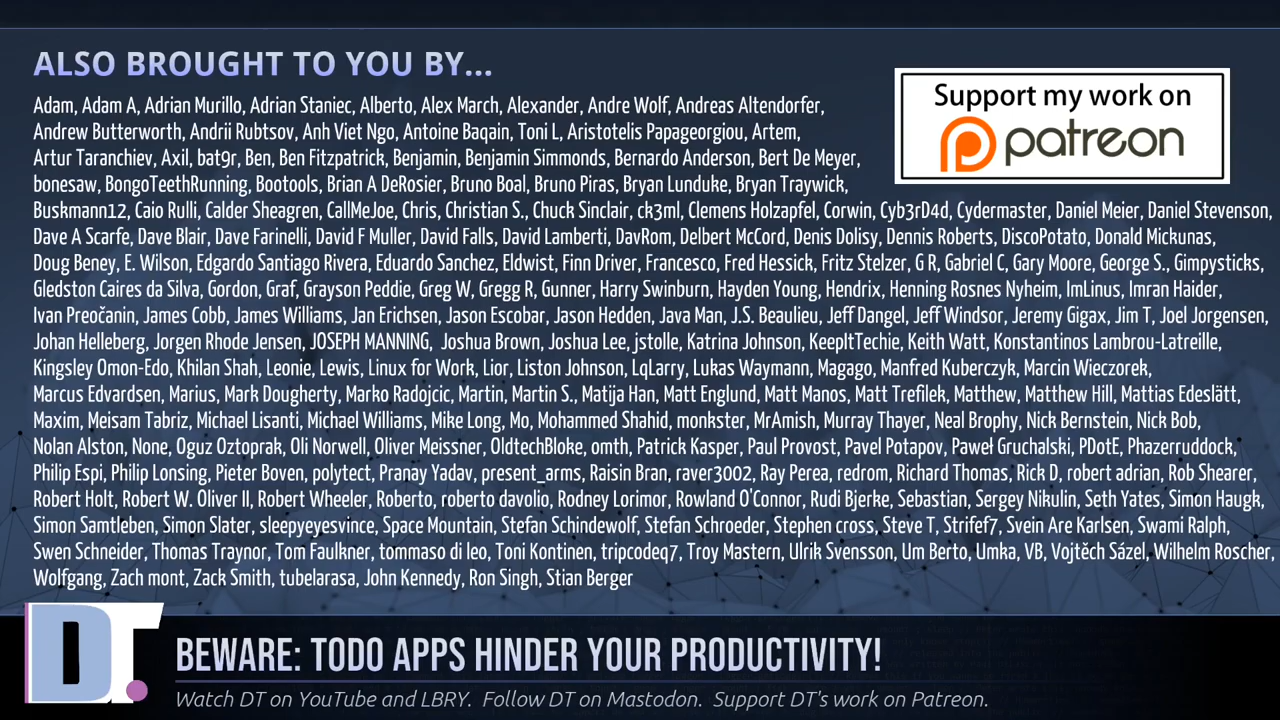 ALSO BROUGHT TO YOU BY...
Adam, Adam A, Adrian Murillo, Adrian Staniec, Alberto, Alex March, Alexander, Andre Wolf, Andreas Altendorfer,
Andrew Butterworth, Andrii Rubtsov, Anh Viet Ngo, Antoine Baqain, Toni L, Aristotelis Papageorgiou, Artem,
Artur Taranchiev, Axil, bat9r, Ben, Ben Fitzpatrick, Benjamin, Benjamin Simmonds, Bernardo Anderson, Bert De Meyer,
bonesaw, BongoTeethRunning, Bootools, Brian A DeRosier, Bruno Boal, Bruno Piras, Bryan Lunduke, Bryan Traywick,
Support my work on
patreon
Buskmann12, Caio Rulli, Calder Sheagren, CallMeJoe, Chris, Christian S., Chuck Sinclair, ck3ml, Clemens Holzapfel, Corwin, Cyb3rD4d, Cydermaster, Daniel Meier, Daniel Stevenson,
Dave A Scarfe, Dave Blair, Dave Farinelli, David F Muller, David Falls, David Lamberti, DavRom, Delbert McCord, Denis Dolisy, Dennis Roberts, DiscoPotato, Donald Mickunas,
Doug Beney, E. Wilson, Edgardo Santiago Rivera, Eduardo Sanchez, Eldwist, Finn Driver, Francesco, Fred Hessick, Fritz Stelzer, G R, Gabriel C, Gary Moore, George S., Gimpysticks,
Gledston Caires da Silva, Gordon, Graf, Grayson Peddie, Greg W, Gregg R, Gunner, Harry Swinburn, Hayden Young, Hendrix, Henning Rosnes Nyheim, ImLinus, Imran Haider,
Ivan Preočanin, James Cobb, James Williams, Jan Erichsen, Jason Escobar, Jason Hedden, Java Man, J.S. Beaulieu, Jeff Dangel, Jeff Windsor, Jeremy Gigax, Jim T, Joel Jorgensen,
Johan Helleberg, Jorgen Rhode Jensen, JOSEPH MANNING, Joshua Brown, Joshua Lee, jstolle, Katrina Johnson, KeepItTechie, Keith Watt, Konstantinos Lambrou-Latreille,
Kingsley Omon-Edo, Khilan Shah, Leonie, Lewis, Linux for Work, Lior, Liston Johnson, LqLarry, Lukas Waymann, Magago, Manfred Kuberczyk, Marcin Wieczorek,
Marcus Edvardsen, Marius, Mark Dougherty, Marko Radojcic, Martin, Martin S., Matija Han, Matt Englund, Matt Manos, Matt Trefilek, Matthew, Matthew Hill, Mattias Edeslätt,
Maxim, Meisam Tabriz, Michael Lisanti, Michael Williams, Mike Long, Mo, Mohammed Shahid, monkster, MrAmish, Murray Thayer, Neal Brophy, Nick Bernstein, Nick Bob,
Nolan Alston, None, Oguz Oztoprak, Oli Norwell, Oliver Meissner, OldtechBloke, omth, Patrick Kasper, Paul Provost, Pavel Potapov, Paweł Gruchalski, PDotE, Phazerruddock,
Philip Espi, Philip Lonsing, Pieter Boven, polytect, Pranay Yadav, present_arms, Raisin Bran, raver3002, Ray Perea, redrom, Richard Thomas, Rick D, robert adrian, Rob Shearer,
Robert Holt, Robert W. Oliver II, Robert Wheeler, Roberto, roberto davolio, Rodney Lorimor, Rowland O'Connor, Rudi Bjerke, Sebastian, Sergey Nikulin, Seth Yates, Simon Haugk,
Simon Samtleben, Simon Slater, sleepyeyesvince, Space Mountain, Stefan Schindewolf, Stefan Schroeder, Stephen cross, Steve T, Strifef7, Svein Are Karlsen, Swami Ralph,
Swen Schneider, Thomas Traynor, Tom Faulkner, tommaso di leo, Toni Kontinen, tripcodeq7, Troy Mastern, Ulrik Svensson, Um Berto, Umka, VB, Vojtěch Sázel, Wilhelm Roscher,
Wolfgang, Zach mont, Zack Smith, tubelarasa, John Kennedy, Ron Singh, Stian Berger
DT.
BEWARE: TODO APPS HINDER YOUR PRODUCTIVITY!
Watch DT on YouTube and LBRY. Follow DT on Mastodon. Support DT's work on Patreon.